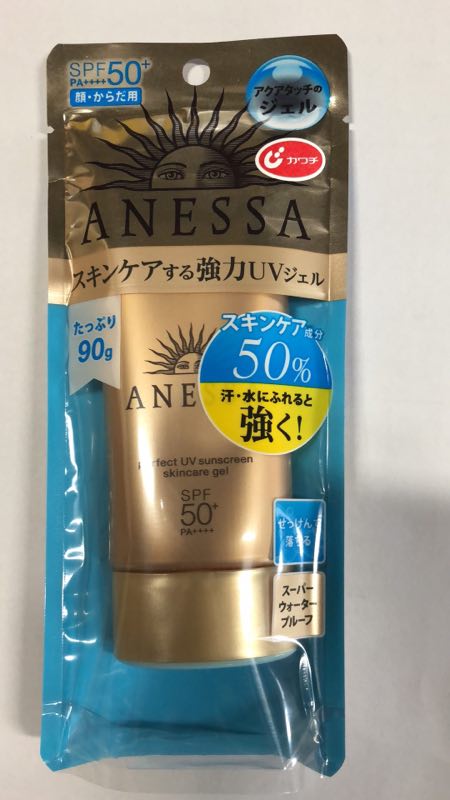 SPF50+
PA++++
顔・からだ用
アクアタッチの
ジェル
カワチ
ANESSA
スキンケアする強力UVジェル
たっぷり
90g
スキンケア成分
50%
汗・水にふれると
強く!
ANES
Perfect UV sunscreen
skincare gel
SPF
50+
PA++++
せっけんで
落ちる
スーパー
ウォーター
プルーフ